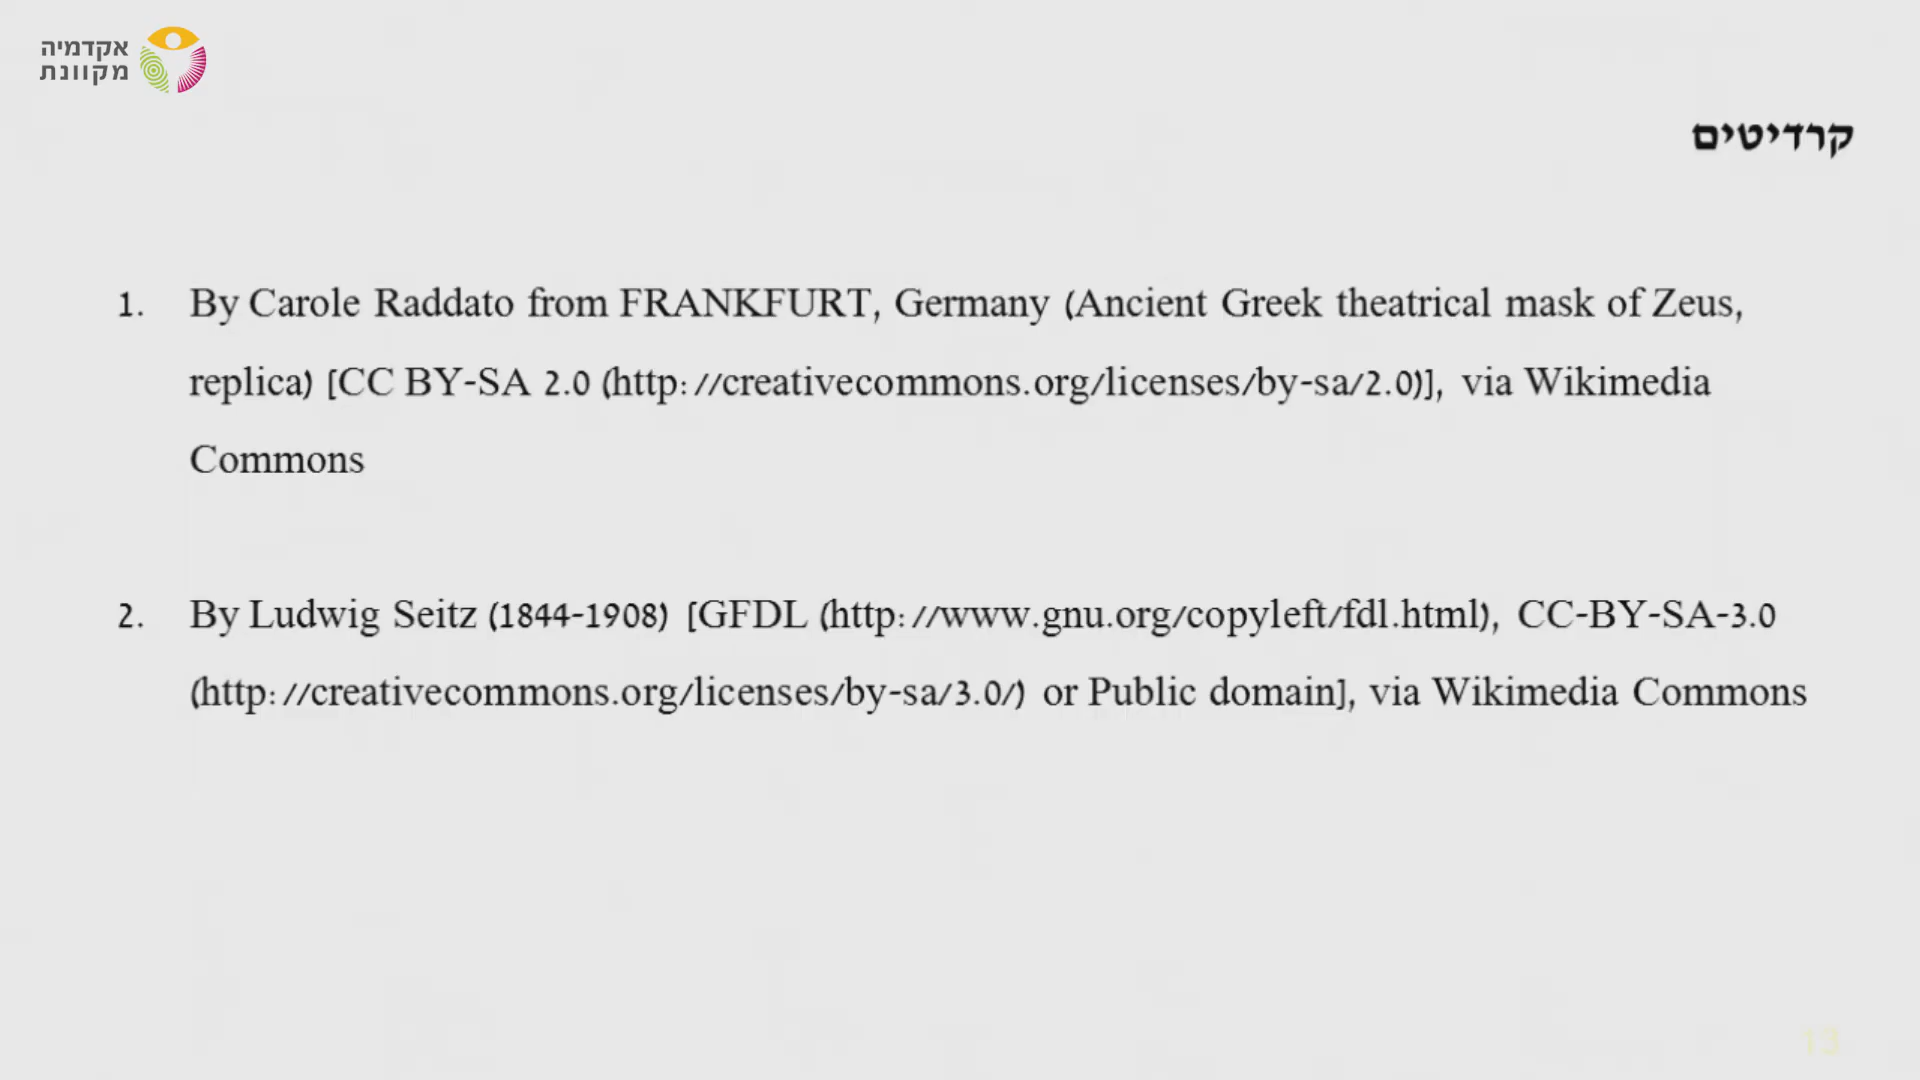 אקדמיה
מקוונת
קרדיטים
1. By Carole Raddato from FRANKFURT, Germany (Ancient Greek theatrical mask of Zeus,
replica) [CC BY-SA 2.0 (http://creativecommons.org/licenses/by-sa/2.0)], via Wikimedia
Commons
2. By Ludwig Seitz (1844-1908) [GFDL (http://www.gnu.org/copyleft/fdl.html), CC-BY-SA-3.0
(http://creativecommons.org/licenses/by-sa/3.0/) or Public domain], via Wikimedia Commons
13